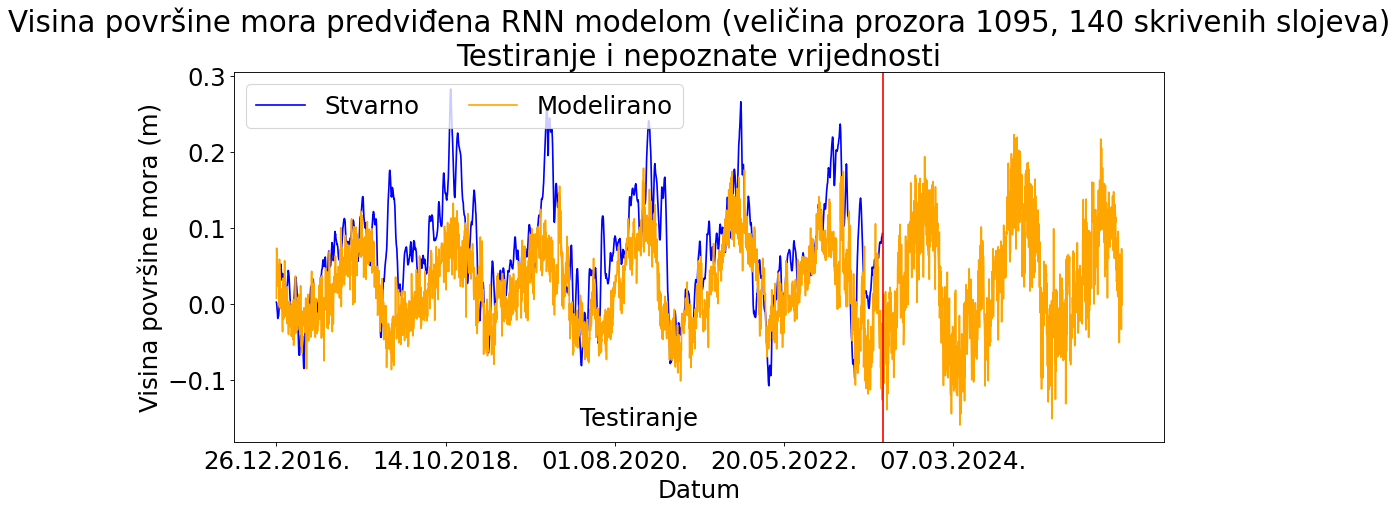 Visina površine mora predviđena RNN modelom (veličina prozora 1095, 140 skrivenih slojeva)
Testiranje i nepoznate vrijednosti
Visina površine mora (m)
0.3
0.2
0.1
0.0
−0.1
Stvarno
Modelirano
Testiranje
26.12.2016.
14.10.2018.
01.08.2020.
20.05.2022.
07.03.2024.
Datum